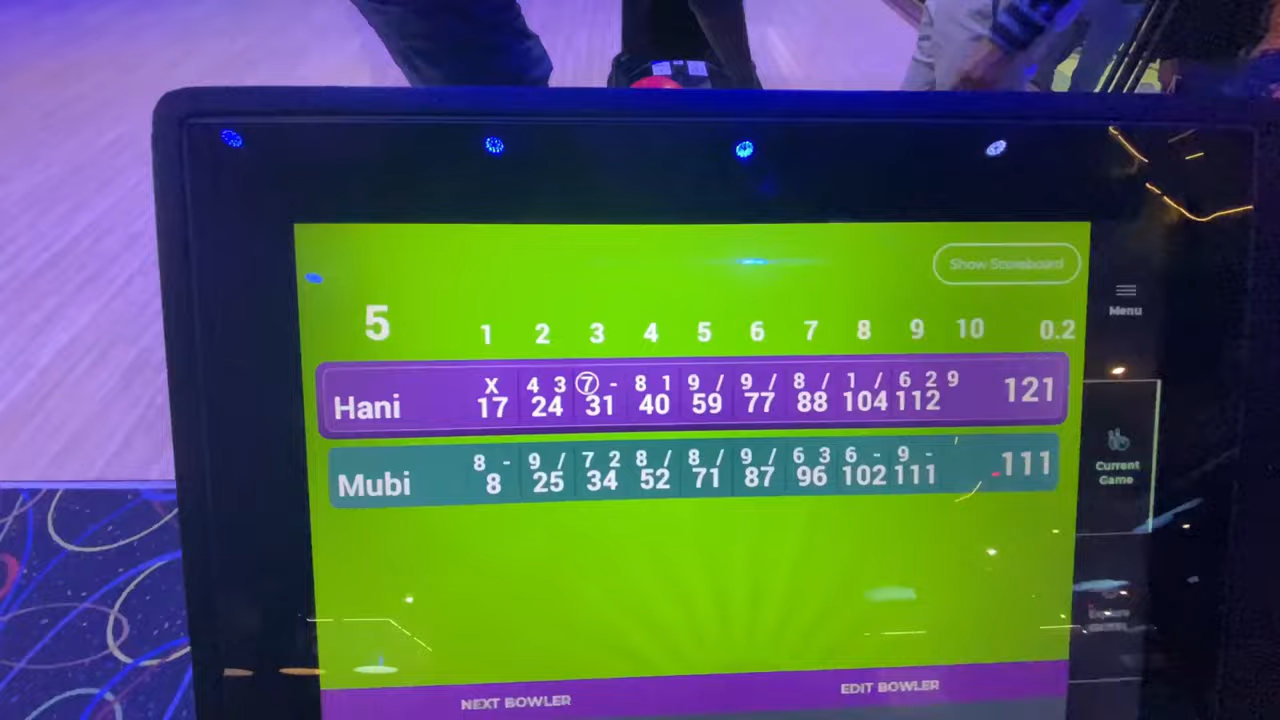 Show Scoreboard
Menu
5 1 2 3 4 5 6 7 8 9 10 0.2
X 4 3 ⑦ - 8 1 9 / 9 / 8 / 1 / 6 2 9
Hani 17 24 31 40 59 77 88 104 112 121
8 - 9 / 7 2 8 / 8 / 9 / 6 3 6 - 9 -
Mubi 8 25 34 52 71 87 96 102 111 111
Current
Game
NEXT BOWLER EDIT BOWLER